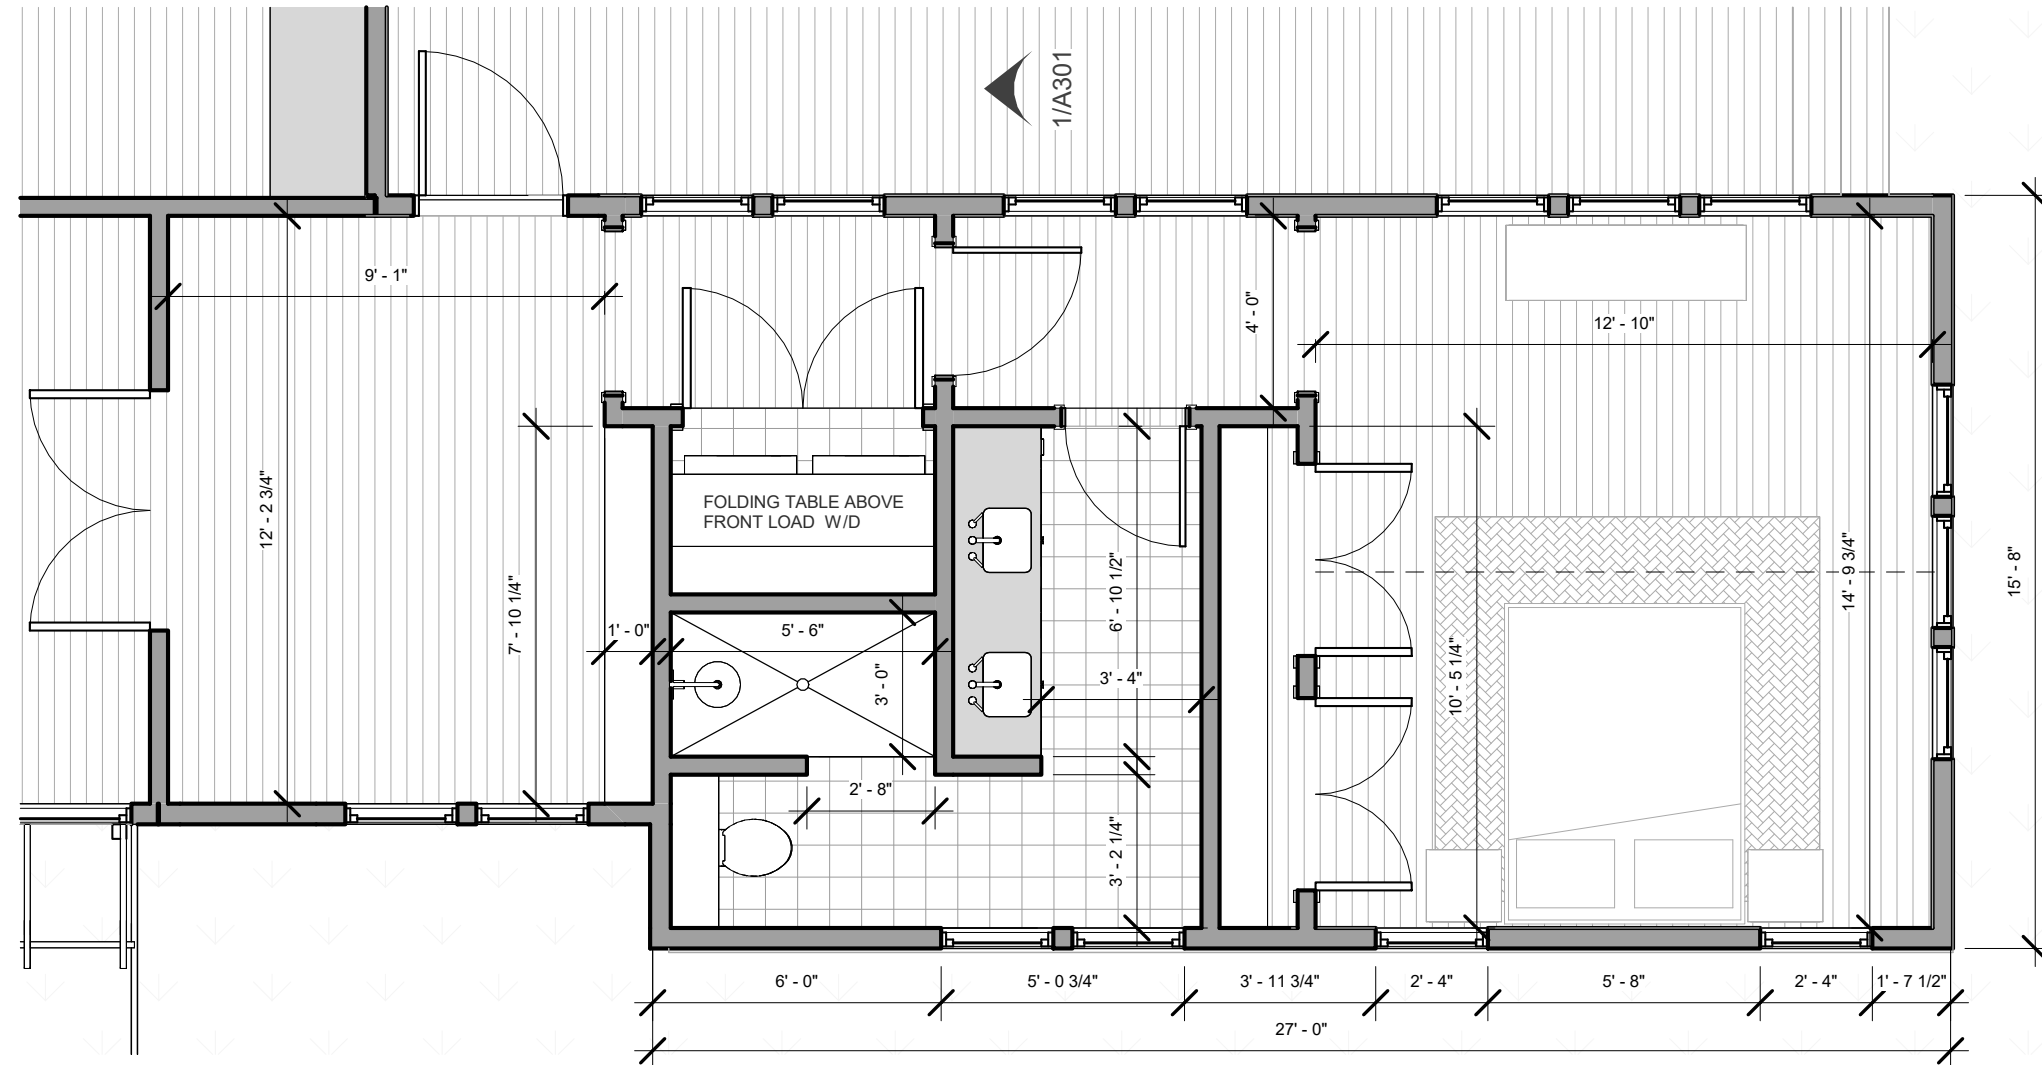 1/A301
9' - 1"
12' - 10"
4' - 0"
12' - 2 3/4"
FOLDING TABLE ABOVE
FRONT LOAD W/D
7' - 10 1/4"
6' - 10 1/2"
14' - 9 3/4"
15' - 8"
1' - 0"
5' - 6"
3' - 0"
3' - 4"
10' - 5 1/4"
2' - 8"
3' - 2 1/4"
6' - 0"
5' - 0 3/4"
3' - 11 3/4"
2' - 4"
5' - 8"
2' - 4"
1' - 7 1/2"
27' - 0"